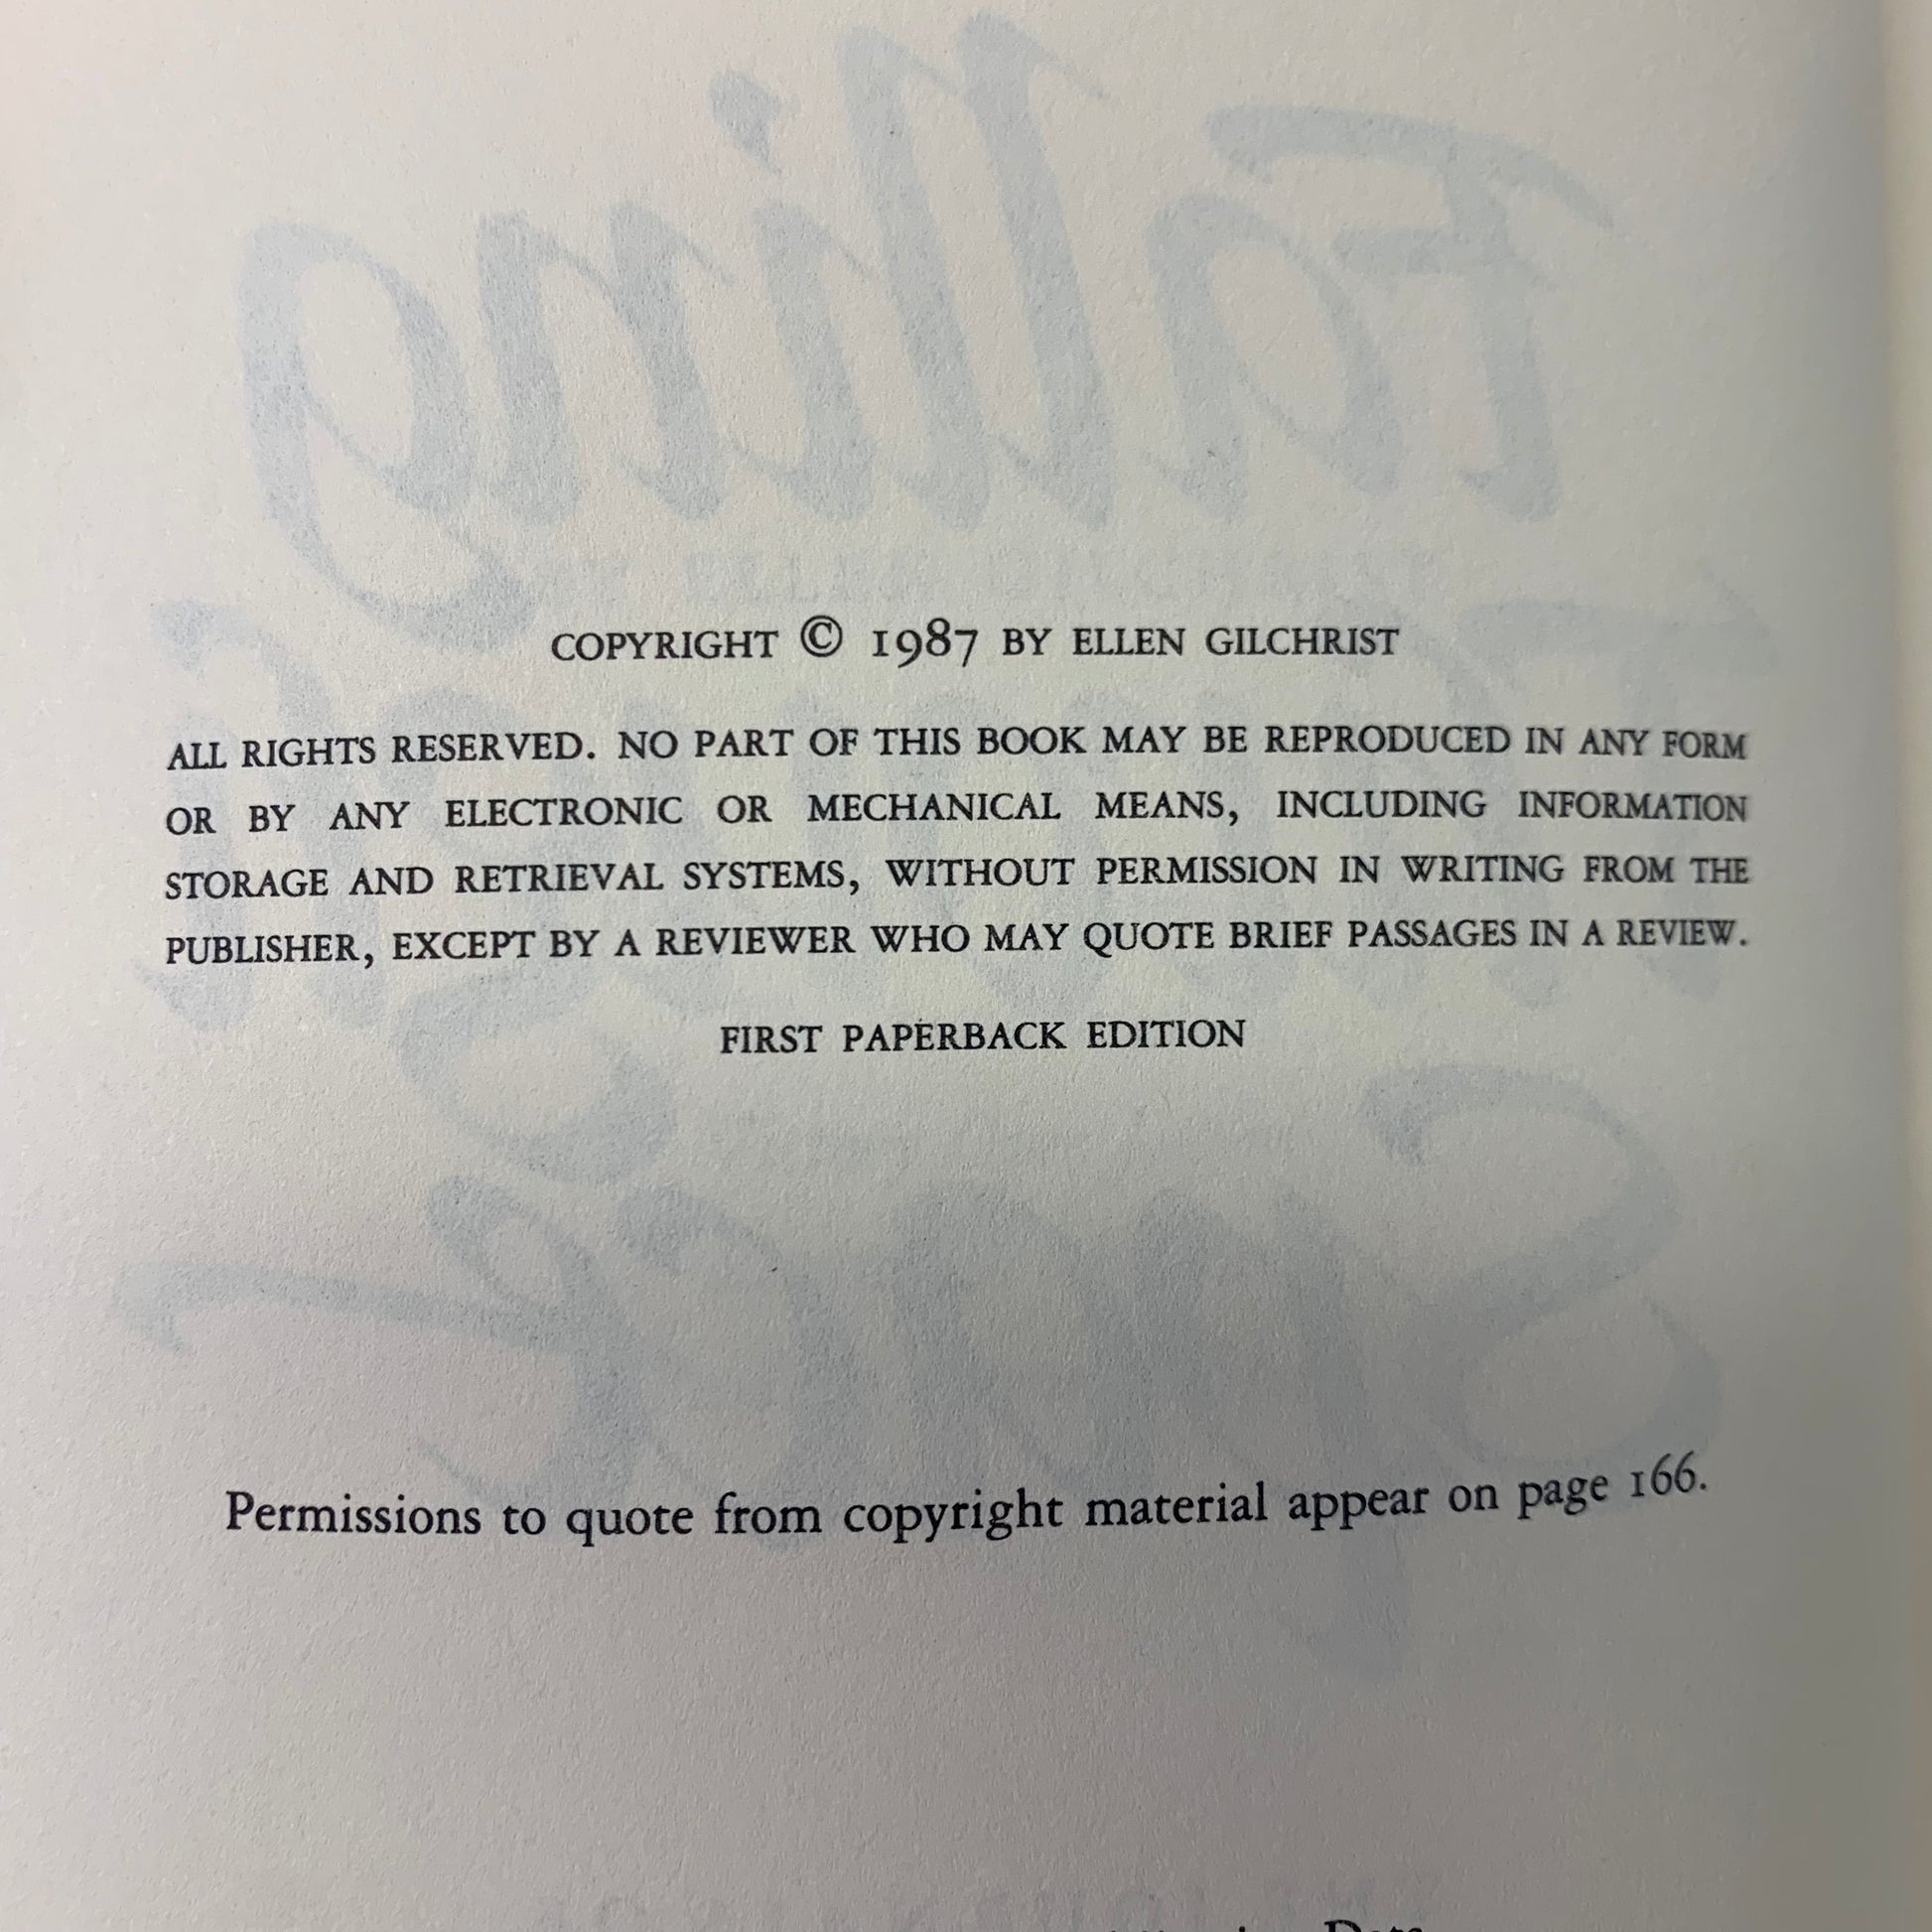 COPYRIGHT © 1987 BY ELLEN GILCHRIST
ALL RIGHTS RESERVED. NO PART OF THIS BOOK MAY BE REPRODUCED IN ANY FORM
OR BY ANY ELECTRONIC OR MECHANICAL MEANS, INCLUDING INFORMATION
STORAGE AND RETRIEVAL SYSTEMS, WITHOUT PERMISSION IN WRITING FROM THE
PUBLISHER, EXCEPT BY A REVIEWER WHO MAY QUOTE BRIEF PASSAGES IN A REVIEW.
FIRST PAPERBACK EDITION
Permissions to quote from copyright material appear on page 166.